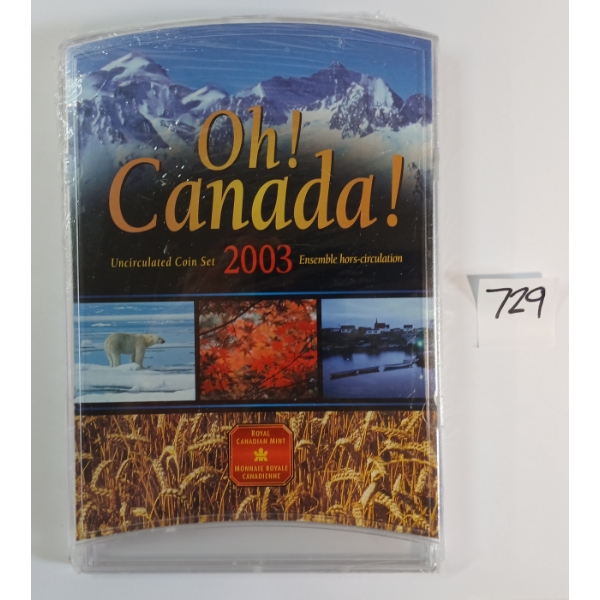 Oh!
Canada!
Uncirculated Coin Set 2003 Ensemble hors-circulation
729
ROYAL
CANADIAN MINT
MONNAIE ROYALE
CANADIENNE